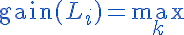 gain(L_i) = max_k